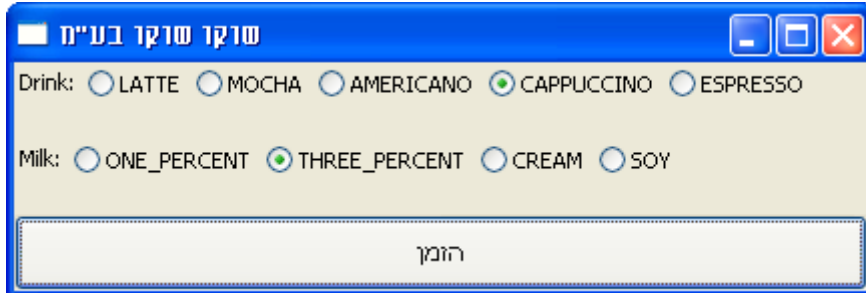 שוקו שוקו בע"מ
Drink: LATTE MOCHA AMERICANO CAPPUCCINO ESPRESSO
Milk: ONE_PERCENT THREE_PERCENT CREAM SOY
הזמן